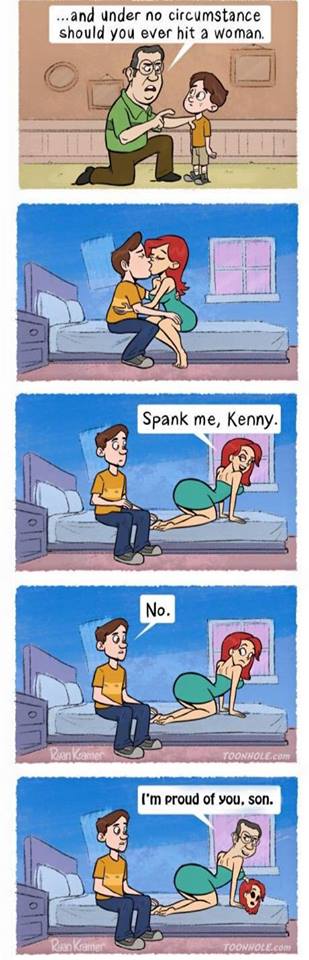 ...and under no circumstance
should you ever hit a woman.
Spank me, Kenny.
No.
Ryan Kramer
TOONHOLE.com
I'm proud of you, son.
Ryan Kramer
TOONHOLE.com